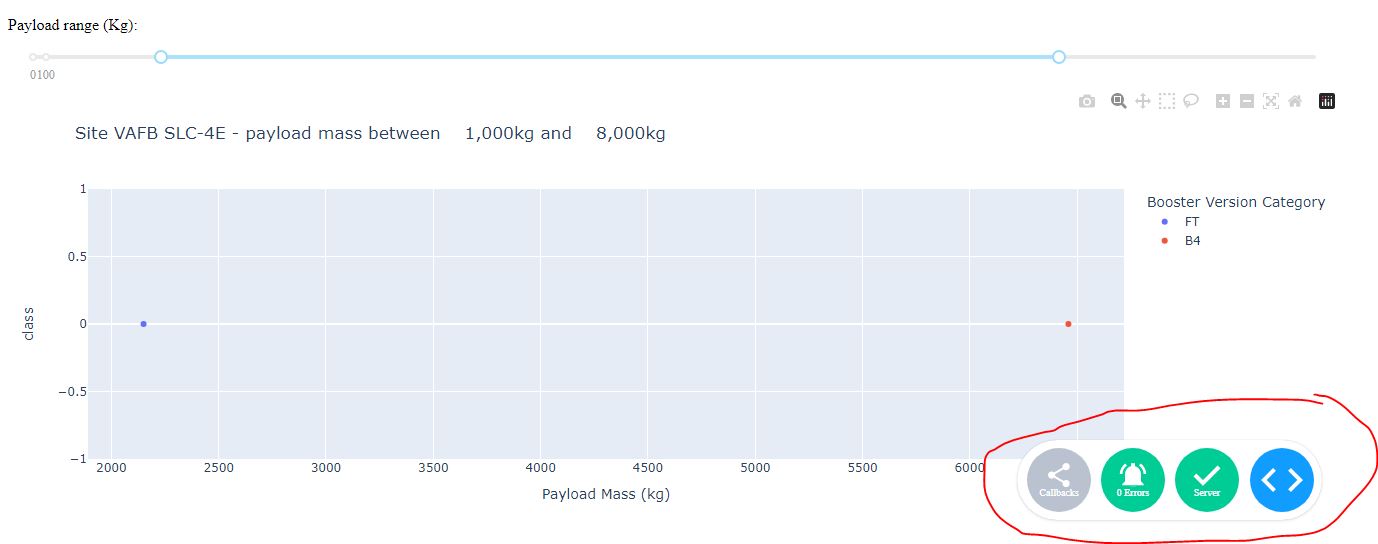 Payload range (Kg):
0100
Site VAFB SLC-4E - payload mass between 1,000kg and 8,000kg
Booster Version Category
FT
B4
1
0.5
0
−0.5
−1
class
2000 2500 3000 3500 4000 4500 5000 5500 6000
Payload Mass (kg)
Callbacks
0 Errors
Server